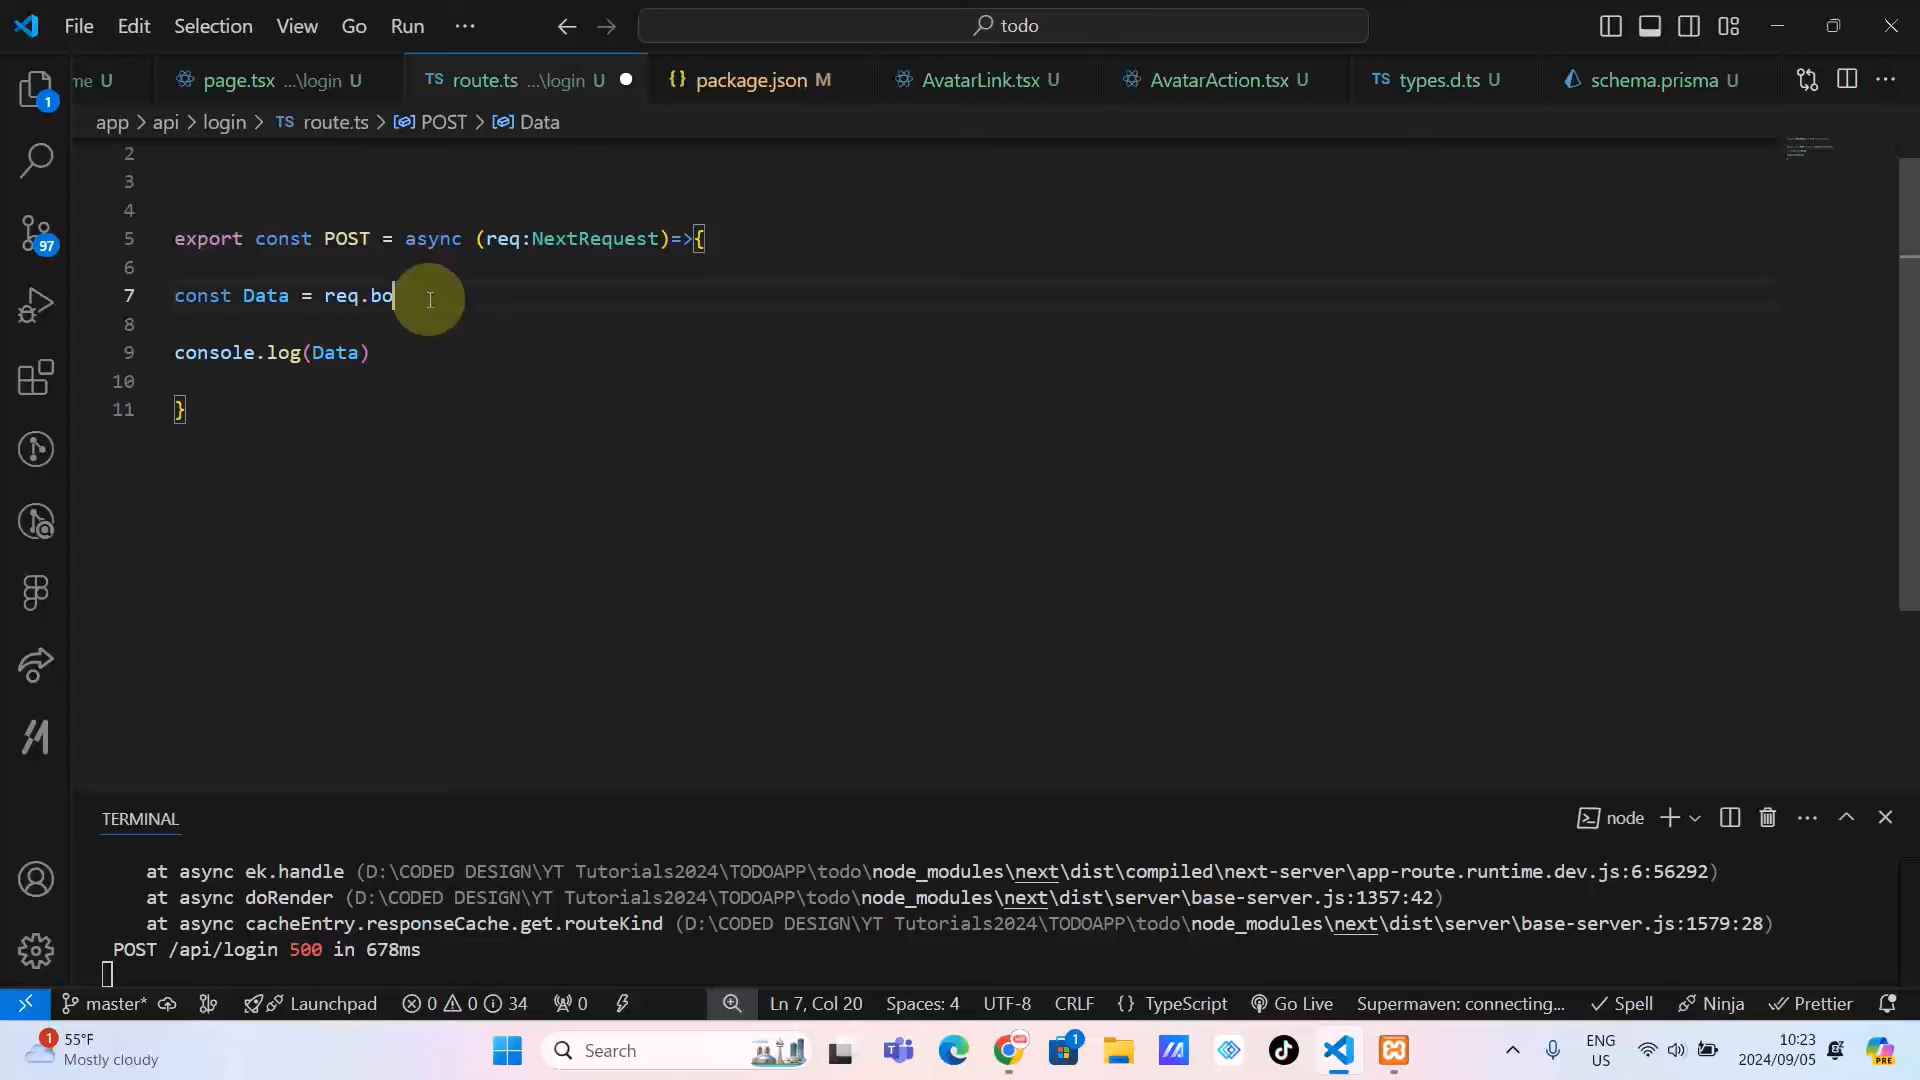 File Edit Selection View Go Run ··· todo
me U page.tsx ...\login U TS route.ts ...\login U {} package.json M AvatarLink.tsx U AvatarAction.tsx U TS types.d.ts U schema.prisma U
app > api > login > TS route.ts > POST > Data
2
3
4
5 export const POST = async (req:NextRequest)=>{
6
7 const Data = req.bo
8
9 console.log(Data)
10
11 }
TERMINAL node
at async ek.handle (D:\CODED DESIGN\YT Tutorials2024\TODOAPP\todo\node_modules\next\dist\compiled\next-server\app-route.runtime.dev.js:6:56292)
at async doRender (D:\CODED DESIGN\YT Tutorials2024\TODOAPP\todo\node_modules\next\dist\server\base-server.js:1357:42)
at async cacheEntry.responseCache.get.routeKind (D:\CODED DESIGN\YT Tutorials2024\TODOAPP\todo\node_modules\next\dist\server\base-server.js:1579:28)
POST /api/login 500 in 678ms
master* Launchpad 0 0 34 0 Ln 7, Col 20 Spaces: 4 UTF-8 CRLF {} TypeScript Go Live Supermaven: connecting... Spell Ninja Prettier
1
97
1 55°F
Mostly cloudy
Search
1
ENG
US
10:23
2024/09/05
PRE